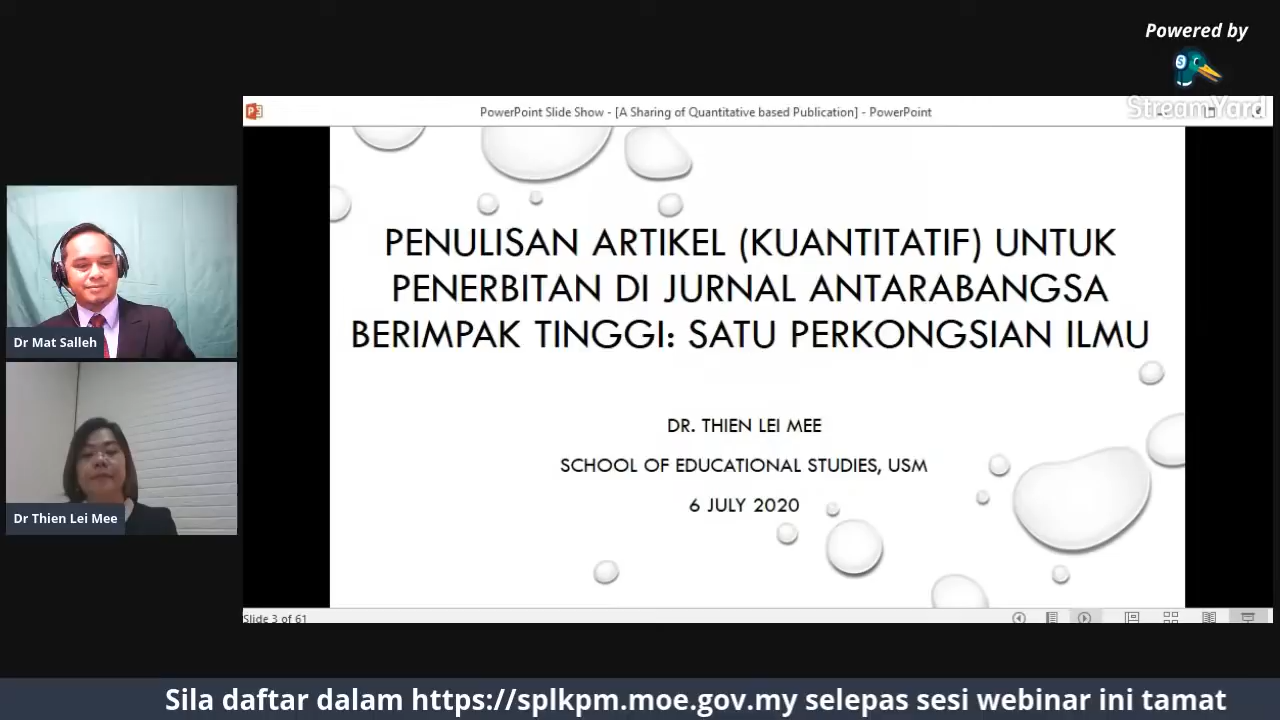 Powered by
StreamYard
PowerPoint Slide Show - [A Sharing of Quantitative based Publication] - PowerPoint
PENULISAN ARTIKEL (KUANTITATIF) UNTUK
PENERBITAN DI JURNAL ANTARABANGSA
BERIMPAK TINGGI: SATU PERKONGSIAN ILMU
DR. THIEN LEI MEE
SCHOOL OF EDUCATIONAL STUDIES, USM
6 JULY 2020
Dr Mat Salleh
Dr Thien Lei Mee
Slide 3 of 61
Sila daftar dalam https://splkpm.moe.gov.my selepas sesi webinar ini tamat